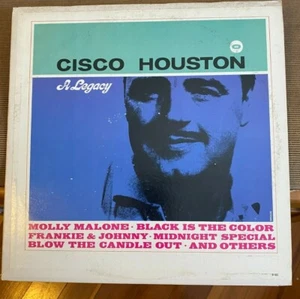 CISCO HOUSTON
A Legacy
MOLLY MALONE · BLACK IS THE COLOR
FRANKIE & JOHNNY · MIDNIGHT SPECIAL
BLOW THE CANDLE OUT · AND OTHERS